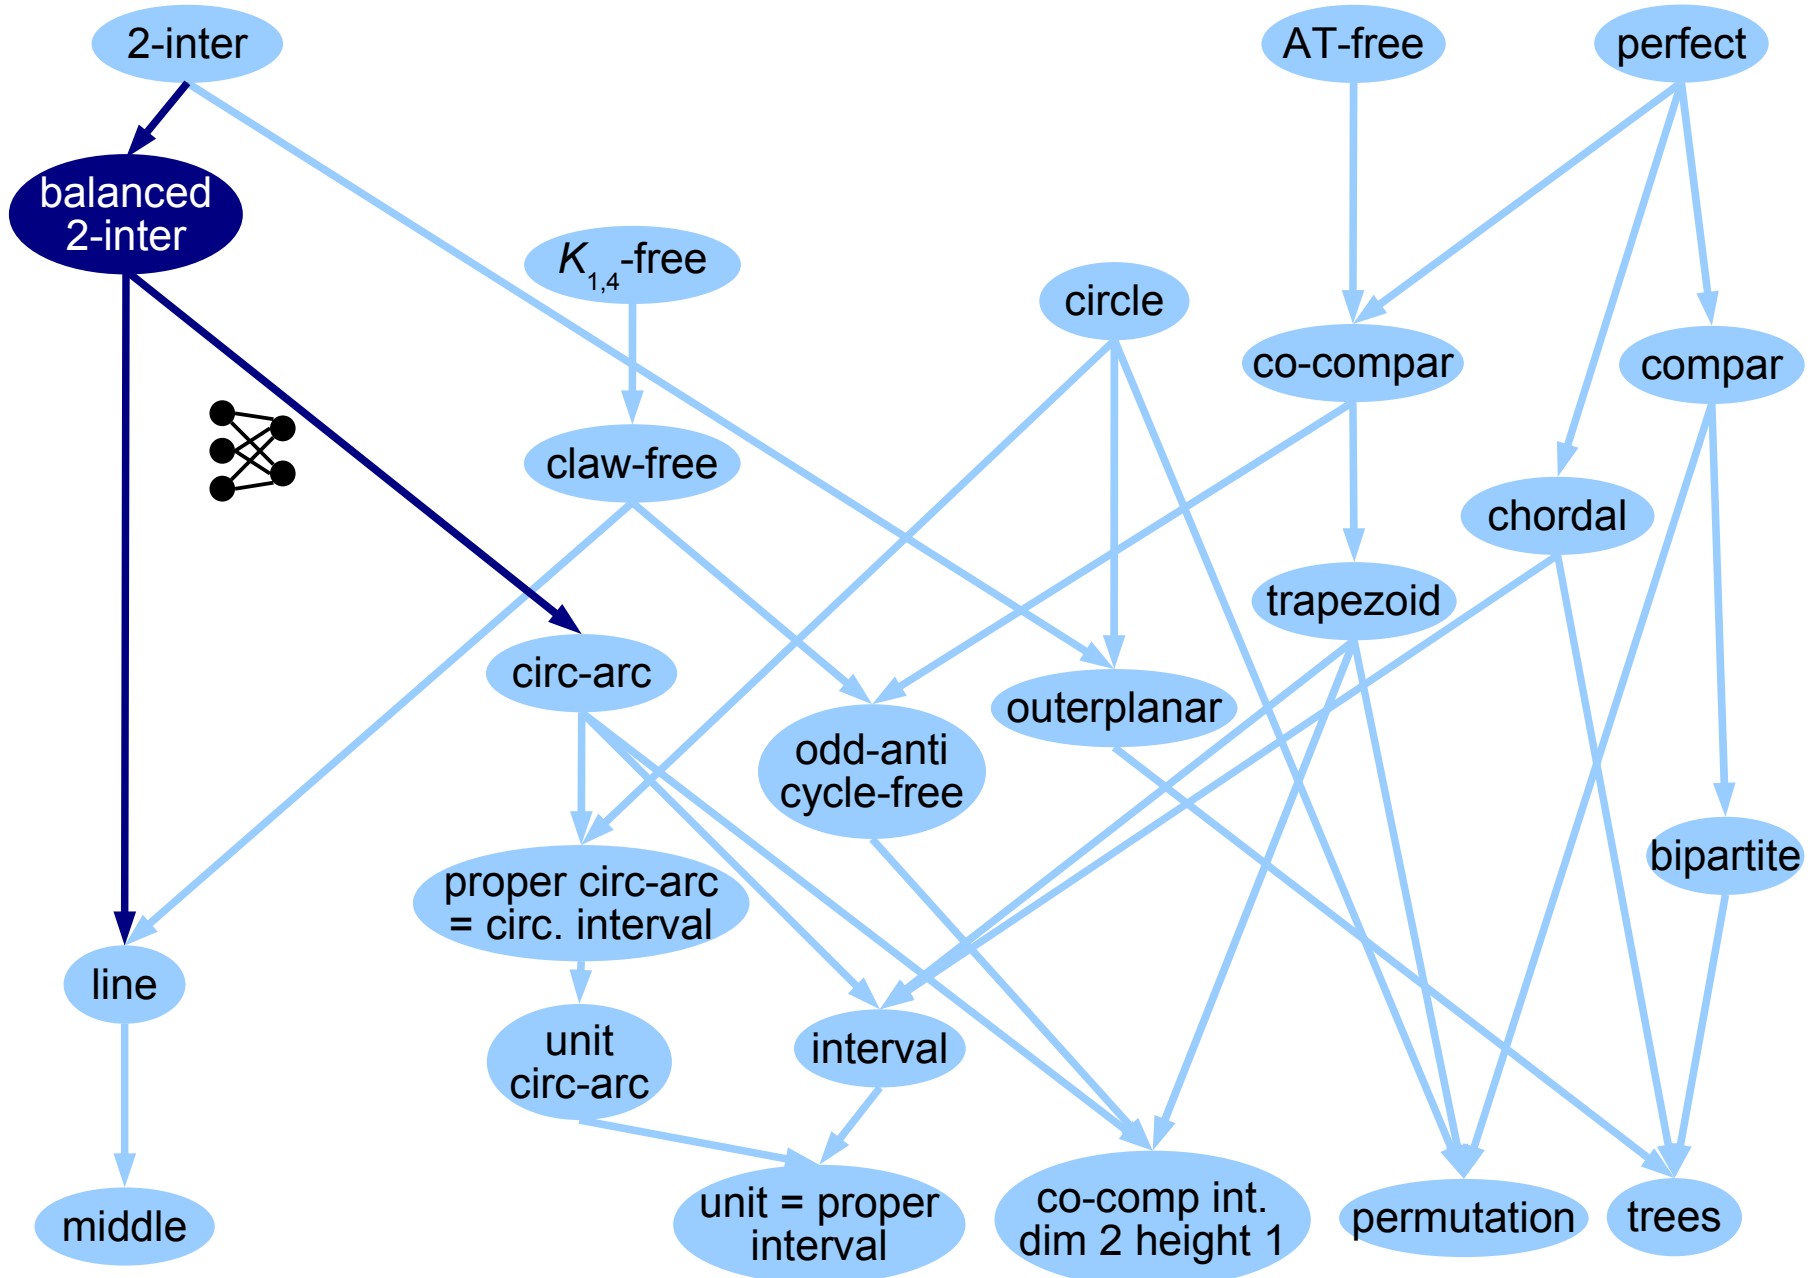 2-inter
AT-free
perfect
balanced
2-inter
K1,4-free
circle
co-compar
compar
claw-free
chordal
trapezoid
circ-arc
outerplanar
odd-anti
cycle-free
bipartite
proper circ-arc
= circ. interval
line
unit
circ-arc
interval
middle
unit = proper
interval
co-comp int.
dim 2 height 1
permutation
trees